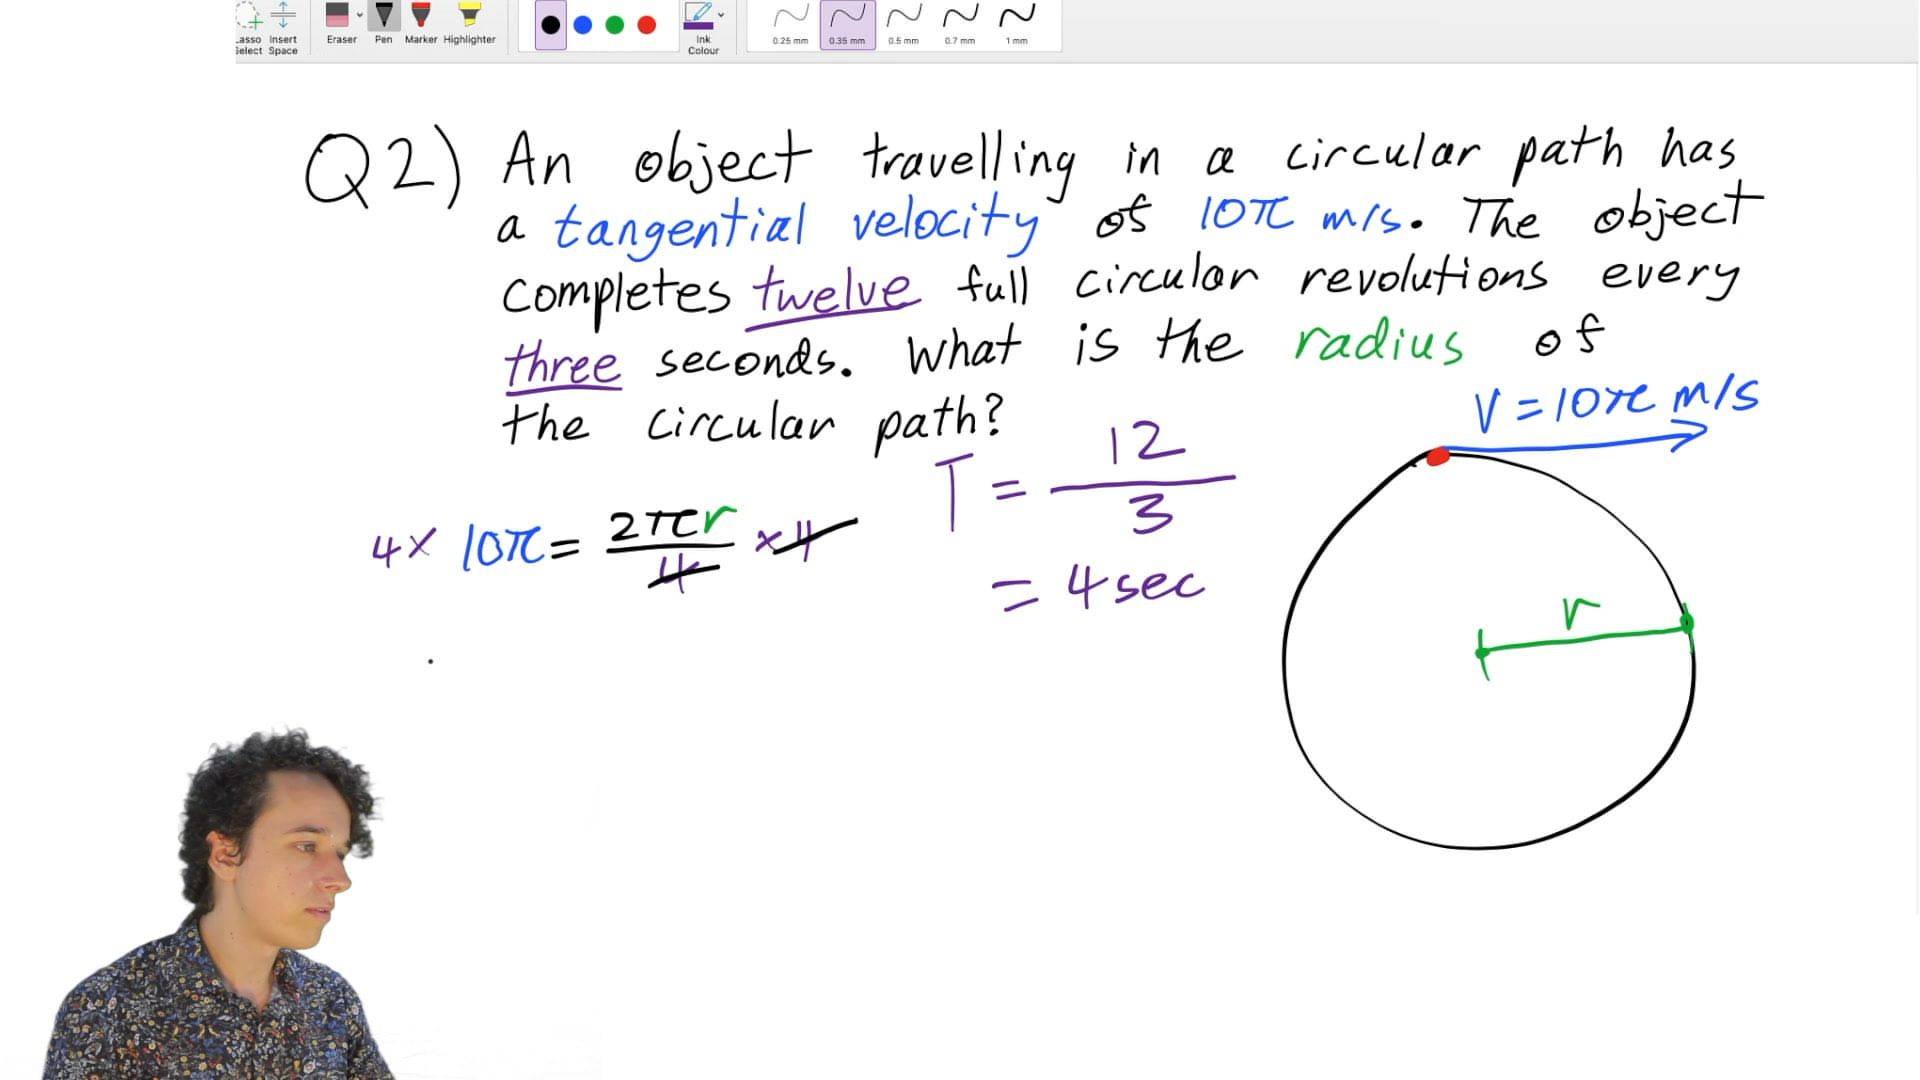 Lasso Select
Insert Space
Eraser
Pen
Marker
Highlighter
Ink Colour
0.25 mm
0.35 mm
0.5 mm
0.7 mm
1 mm
Q2) An object travelling in a circular path has
a tangential velocity of 10π m/s. The object
completes twelve full circular revolutions every
three seconds. What is the radius of
the circular path?
V = 10π m/s
T = 12/3
= 4 sec
4 × 10π = 2πr/4 × 4
r